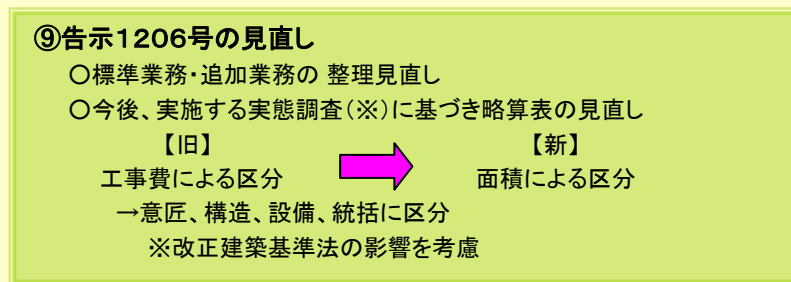 ⑨告示1206号の見直し
○標準業務・追加業務の 整理見直し
○今後、実施する実態調査(※)に基づき略算表の見直し
【旧】 【新】
工事費による区分 面積による区分
→意匠、構造、設備、統括に区分
※改正建築基準法の影響を考慮